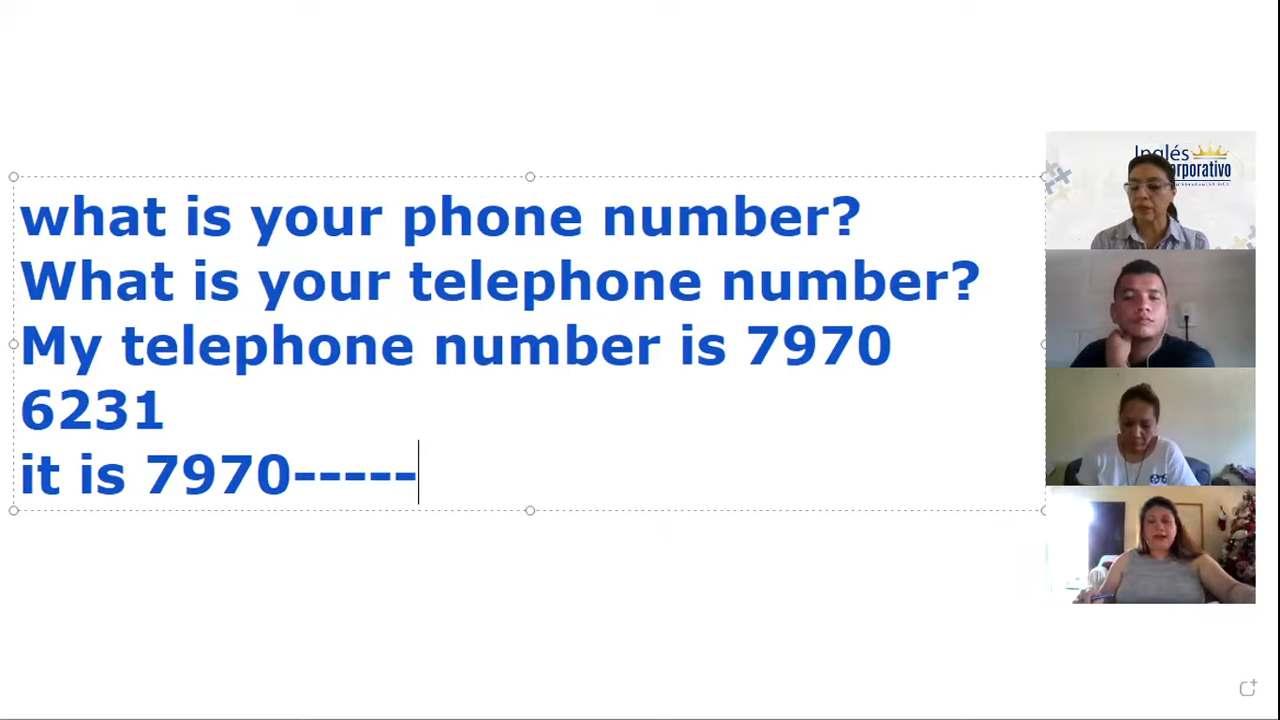 what is your phone number?
What is your telephone number?
My telephone number is 7970
6231
it is 7970-----
Inglés
rporativo